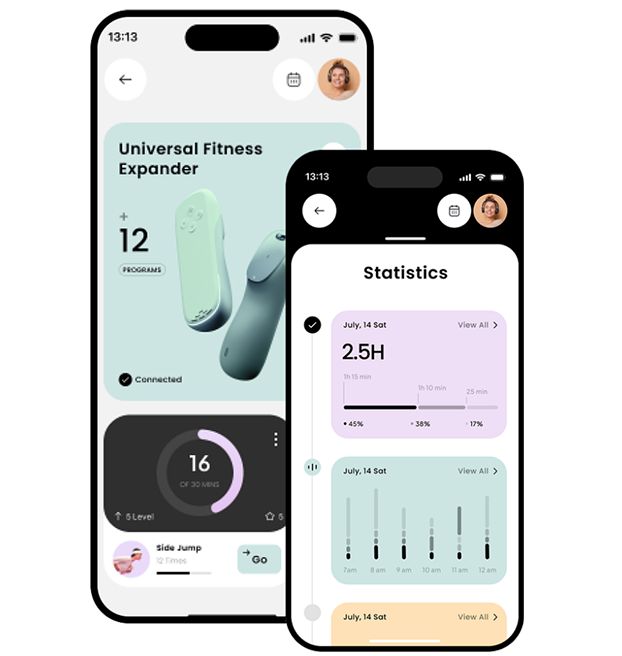 13:13
Universal Fitness
Expander
+
12
PROGRAMS
Connected
16
OF 30 MINS
5 Level
5
Side Jump
12 Times
Go
13:13
Statistics
July, 14 Sat
View All
2.5H
1h 15 min
1h 10 min
25 min
45%
38%
17%
July, 14 Sat
View All
7am
8 am
9 am
10 am
11 am
12 am
July, 14 Sat
View All